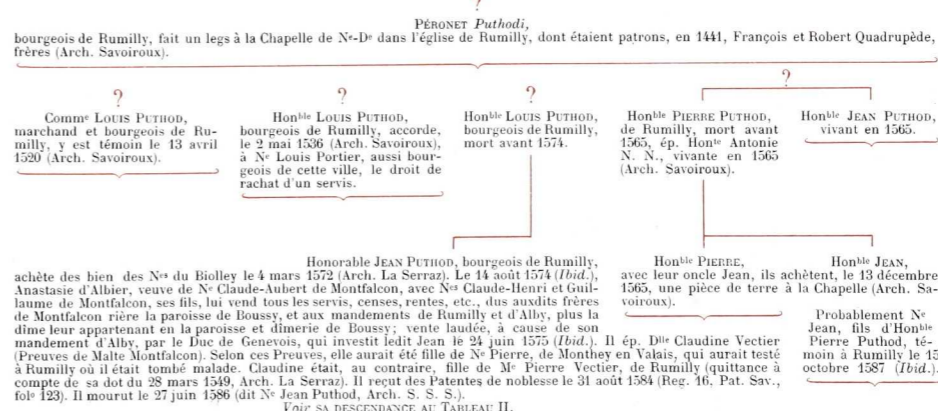 ?
PÉRONET Puthodi,
bourgeois de Rumilly, fait un legs à la Chapelle de Nᵉ-Dᵉ dans l'église de Rumilly, dont étaient patrons, en 1441, François et Robert Quadrupède,
frères (Arch. Savoiroux).
?
Commᵉ LOUIS PUTHOD,
marchand et bourgeois de Ru-
milly, y est témoin le 13 avril
1520 (Arch. Savoiroux).
?
Honᵇˡᵉ LOUIS PUTHOD,
bourgeois de Rumilly, accorde,
le 2 mai 1536 (Arch. Savoiroux),
à Nᵉ Louis Portier, aussi bour-
geois de cette ville, le droit de
rachat d'un servis.
?
Honᵇˡᵉ LOUIS PUTHOD,
bourgeois de Rumilly,
mort avant 1574.
?
Honᵇˡᵉ PIERRE PUTHOD,
de Rumilly, mort avant
1565, ép. Honᵗᵉ Antonie
N. N., vivante en 1565
(Arch. Savoiroux).
Honᵇˡᵉ JEAN PUTHOD,
vivant en 1565.
Honorable JEAN PUTHOD, bourgeois de Rumilly,
achète des bien des Nᵉˢ du Biolley le 4 mars 1572 (Arch. La Serraz). Le 14 août 1574 (Ibid.),
Anastasie d'Albier, veuve de Nᵉ Claude-Aubert de Montfalcon, avec Nᵉˢ Claude-Henri et Guil-
laume de Montfalcon, ses fils, lui vend tous les servis, censes, rentes, etc., dus auxdits frères
de Montfalcon rière la paroisse de Boussy, et aux mandements de Rumilly et d'Alby, plus la
dîme leur appartenant en la paroisse et dîmerie de Boussy; vente laudée, à cause de son
mandement d'Alby, par le Duc de Genevois, qui investit ledit Jean le 24 juin 1575 (Ibid.). Il ép. Dˡˡᵉ Claudine Vectier
(Preuves de Malte Montfalcon). Selon ces Preuves, elle aurait été fille de Nᵉ Pierre, de Monthey en Valais, qui aurait testé
à Rumilly où il était tombé malade. Claudine était, au contraire, fille de Mᵉ Pierre Vectier, de Rumilly (quittance à
compte de sa dot du 28 mars 1549, Arch. La Serraz). Il reçut des Patentes de noblesse le 31 août 1584 (Reg. 16, Pat. Sav.,
folᵒ 123). Il mourut le 27 juin 1586 (dit Nᵉ Jean Puthod, Arch. S. S. S.).
Voir SA DESCENDANCE AU TABLEAU II.
Honᵇˡᵉ PIERRE,
Honᵇˡᵉ JEAN,
avec leur oncle Jean, ils achètent, le 13 décembre
1565, une pièce de terre à la Chapelle (Arch. Sa-
voiroux).
Probablement Nᵉ
Jean, fils d'Honᵇˡᵉ
Pierre Puthod, té-
moin à Rumilly le 15
octobre 1587 (Ibid.).